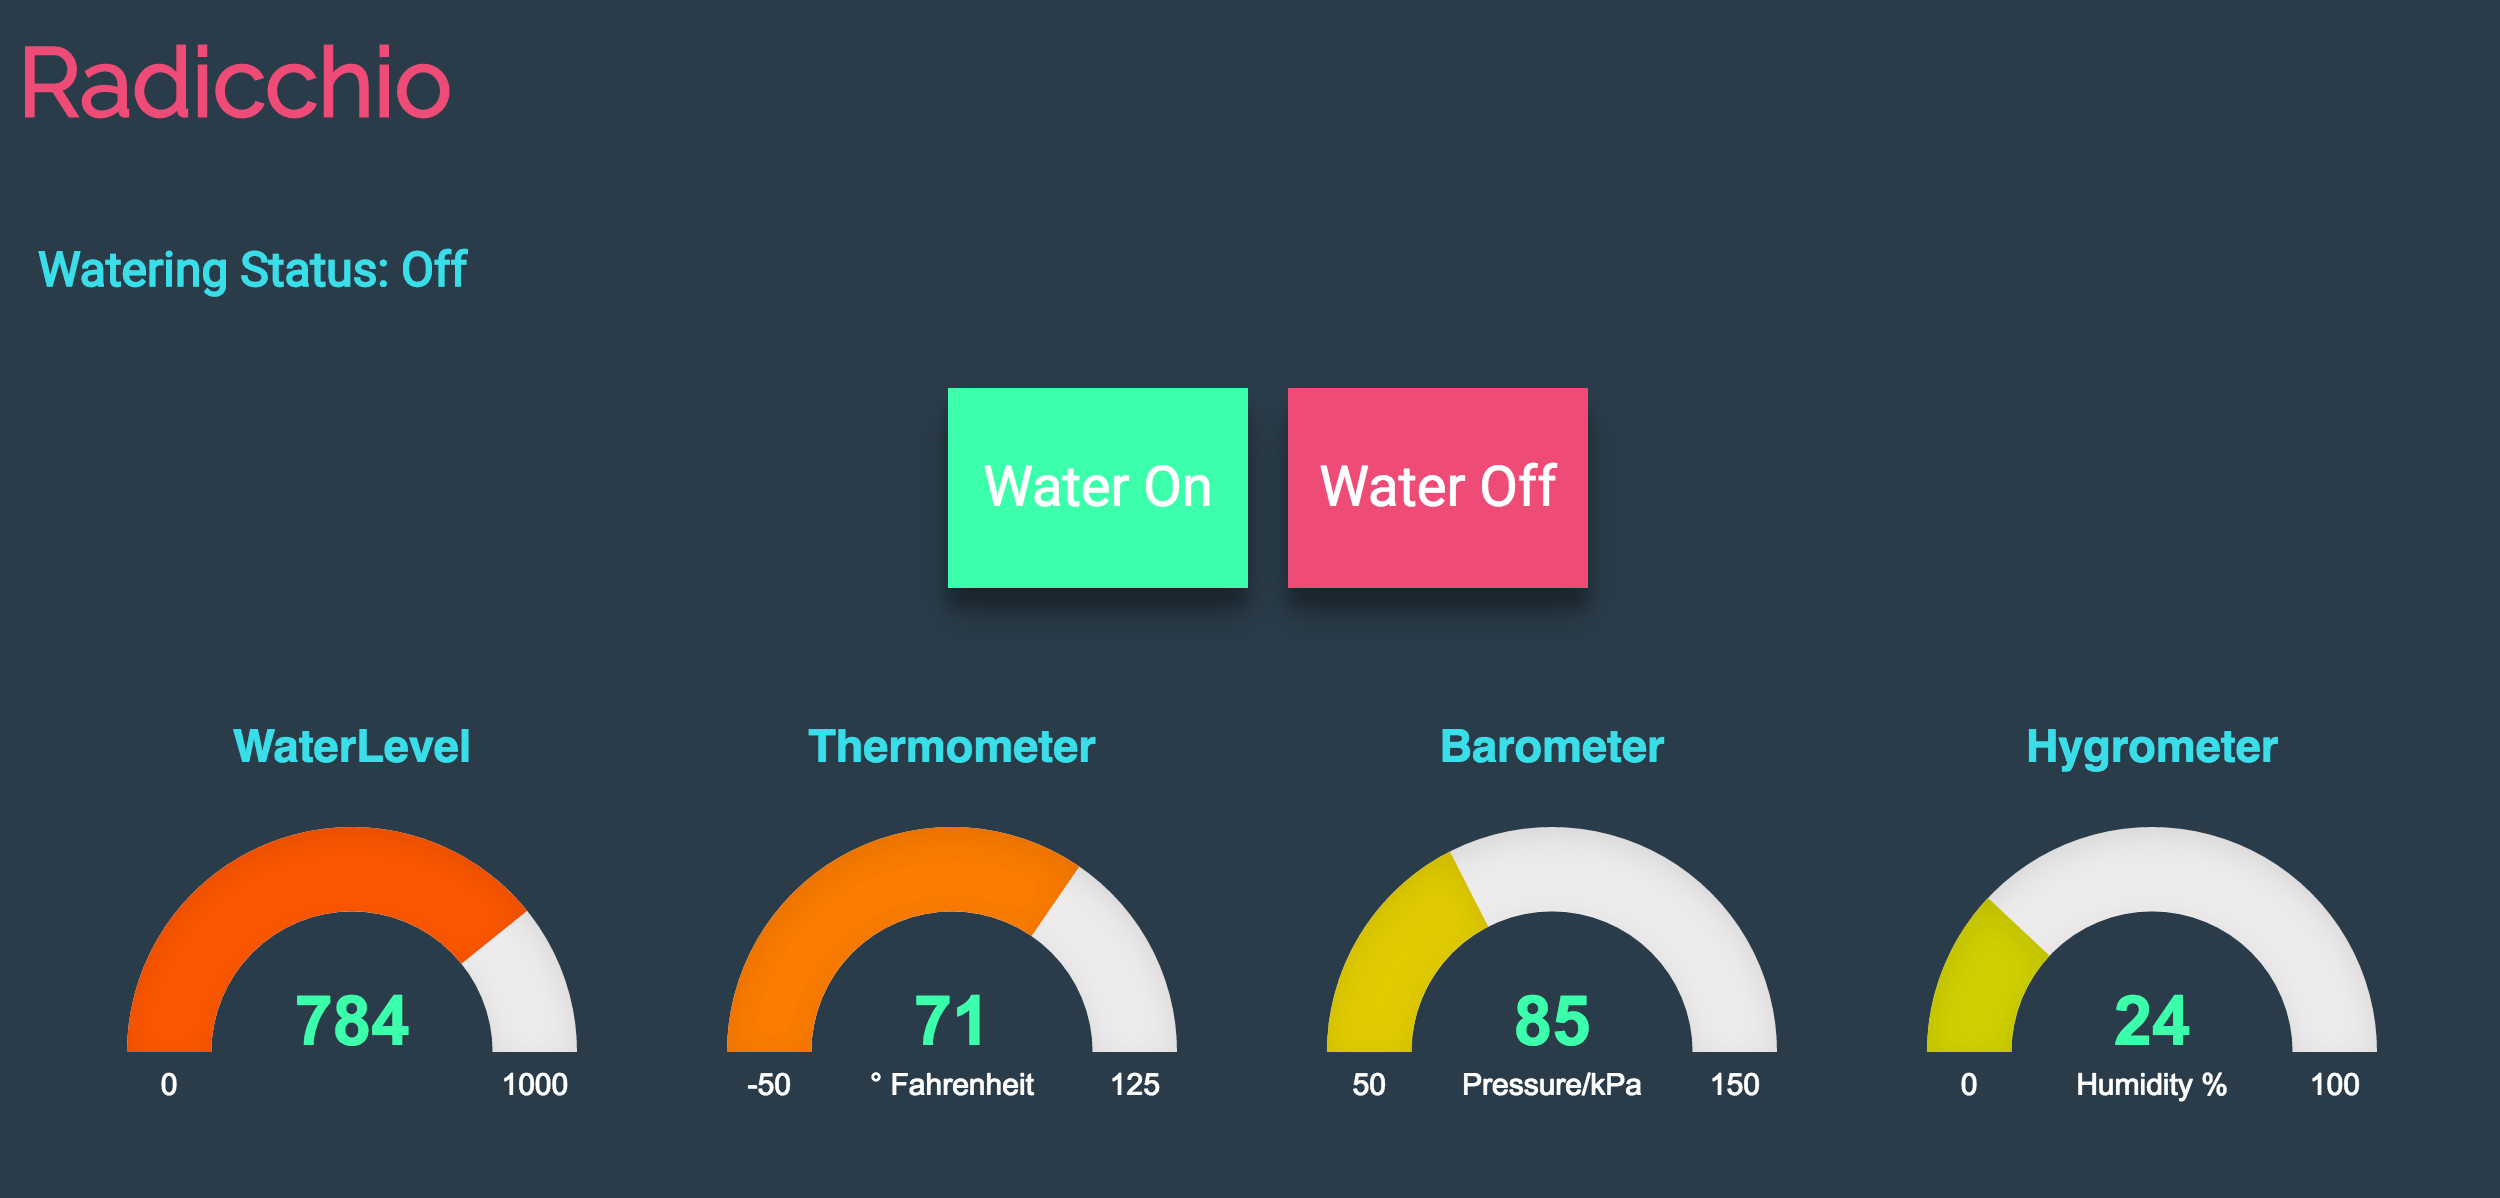 Radicchio
Watering Status: Off
Water On
Water Off
WaterLevel
784
0
1000
Thermometer
71
-50
° Fahrenheit
125
Barometer
85
50
Pressure/kPa
150
Hygrometer
24
0
Humidity %
100